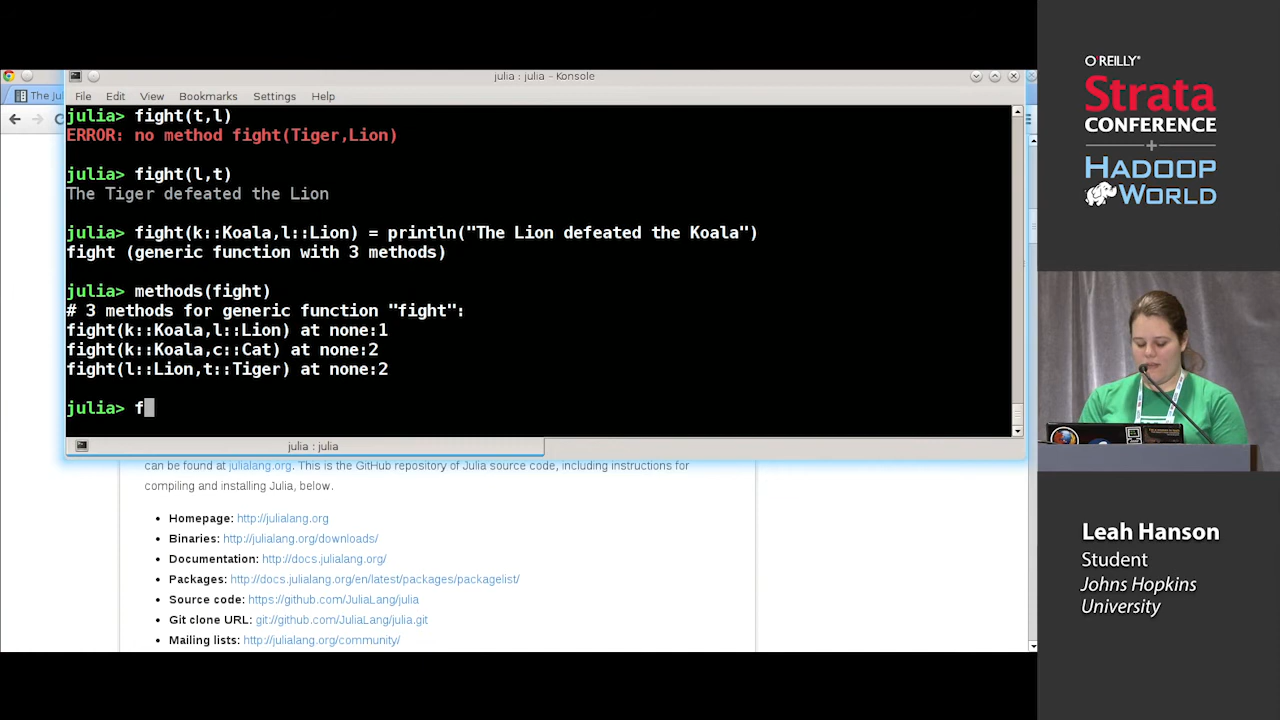 julia : julia – Konsole
The Jul
File Edit View Bookmarks Settings Help
julia> fight(t,l)
ERROR: no method fight(Tiger,Lion)
julia> fight(l,t)
The Tiger defeated the Lion
julia> fight(k::Koala,l::Lion) = println("The Lion defeated the Koala")
fight (generic function with 3 methods)
julia> methods(fight)
# 3 methods for generic function "fight":
fight(k::Koala,l::Lion) at none:1
fight(k::Koala,c::Cat) at none:2
fight(l::Lion,t::Tiger) at none:2
julia> f
julia : julia
can be found at julialang.org. This is the GitHub repository of Julia source code, including instructions for
compiling and installing Julia, below.
• Homepage: http://julialang.org
• Binaries: http://julialang.org/downloads/
• Documentation: http://docs.julialang.org/
• Packages: http://docs.julialang.org/en/latest/packages/packagelist/
• Source code: https://github.com/JuliaLang/julia
• Git clone URL: git://github.com/JuliaLang/julia.git
• Mailing lists: http://julialang.org/community/
O REILLY®
Strata
CONFERENCE
+
HADOOP
WORLD
Leah Hanson
Student
Johns Hopkins
University